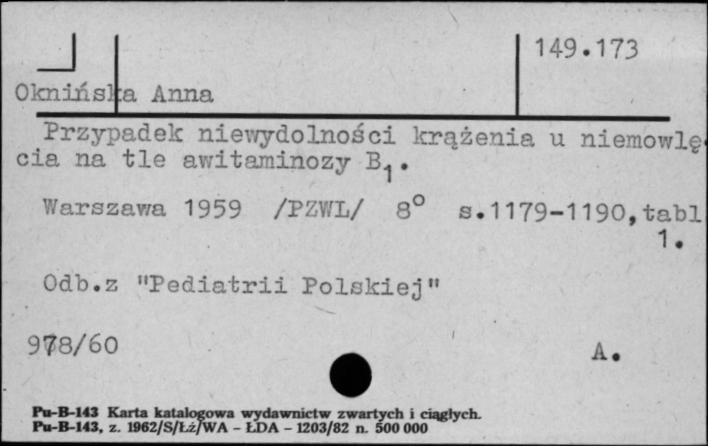 149.173
Oknińska Anna
Przypadek niewydolności krążenia u niemowlę-
cia na tle awitaminozy B₁.
Warszawa 1959 /PZWL/ 8° s.1179-1190, tabl
1.
Odb.z "Pediatrii Polskiej"
978/60 A.
Pu-B-143 Karta katalogowa wydawnictw zwartych i ciągłych.
Pu-B-143, z. 1962/S/Łź/WA - ŁDA - 1203/82 n. 500 000